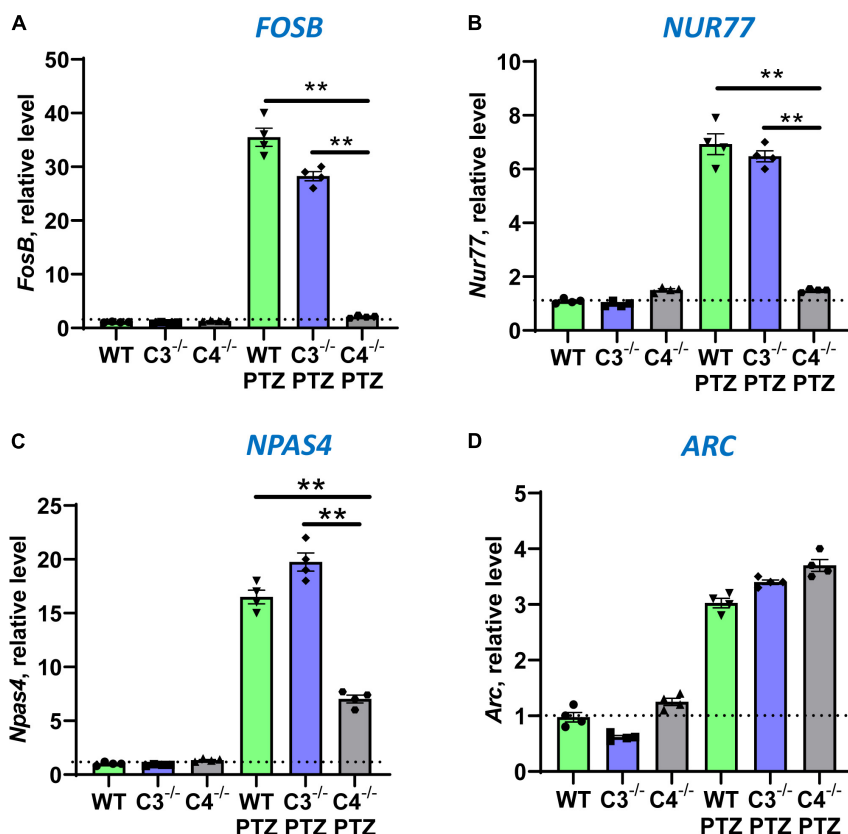 A
FOSB
FosB, relative level
50
40
30
20
10
0
**
**
WT C3-/- C4-/- WT C3-/- C4-/-
PTZ PTZ PTZ
B
NUR77
Nur77, relative level
10
8
6
4
2
0
**
**
WT C3-/- C4-/- WT C3-/- C4-/-
PTZ PTZ PTZ
C
NPAS4
Npas4, relative level
25
20
15
10
5
0
**
**
WT C3-/- C4-/- WT C3-/- C4-/-
PTZ PTZ PTZ
D
ARC
Arc, relative level
5
4
3
2
1
0
WT C3-/- C4-/- WT C3-/- C4-/-
PTZ PTZ PTZ